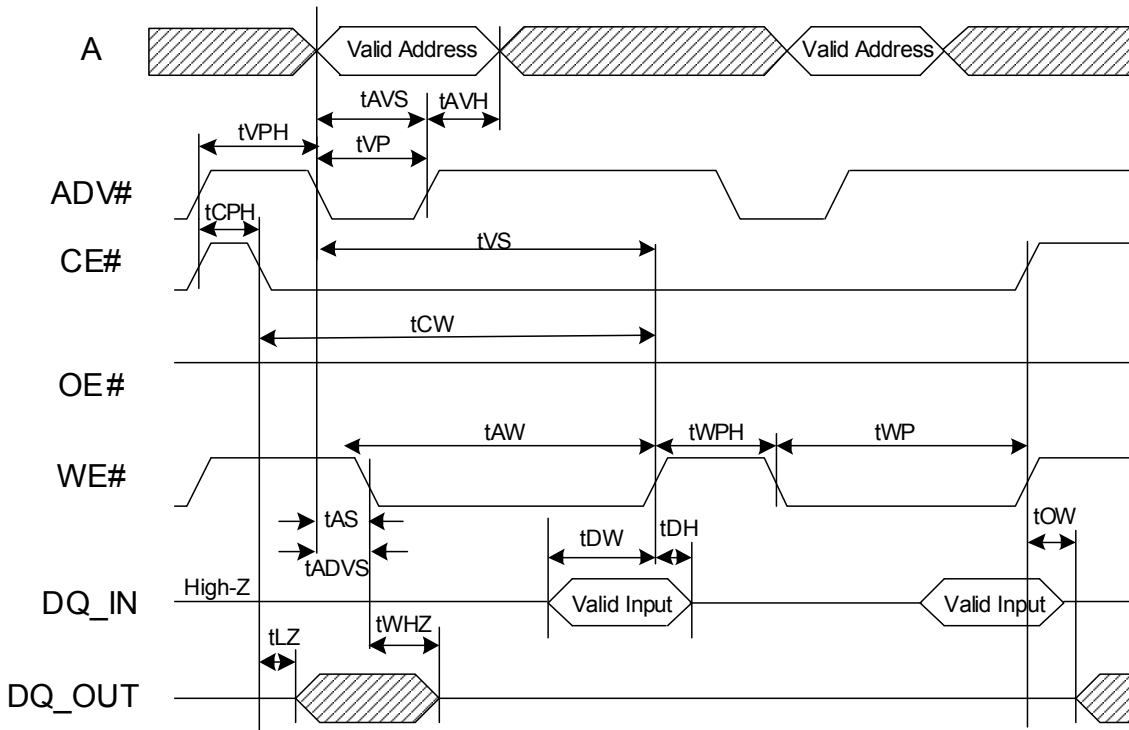 A
Valid Address
Valid Address
tAVS
tAVH
tVPH
tVP
ADV#
tCPH
tVS
CE#
tCW
OE#
tAW
tWPH
tWP
WE#
tAS
tDW
tDH
tOW
tADVS
High-Z
DQ_IN
Valid Input
Valid Input
tWHZ
tLZ
DQ_OUT